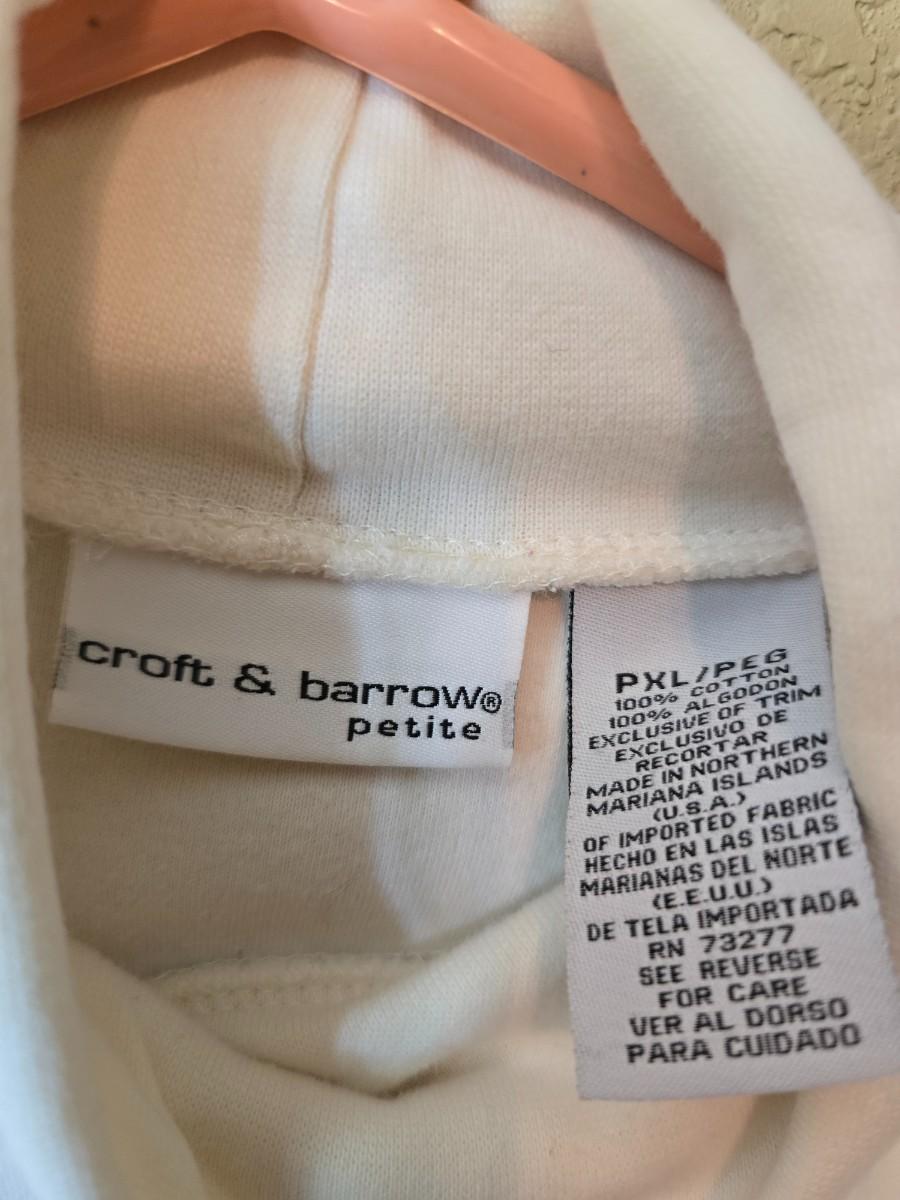 croft & barrow®
petite
PXL/PEG
100% COTTON
100% ALGODON
EXCLUSIVE OF TRIM
EXCLUSIVO DE
RECORTAR
MADE IN NORTHERN
MARIANA ISLANDS
(U.S.A.)
OF IMPORTED FABRIC
HECHO EN LAS ISLAS
MARIANAS DEL NORTE
(E.E.U.U.)
DE TELA IMPORTADA
RN 73277
SEE REVERSE
FOR CARE
VER AL DORSO
PARA CUIDADO